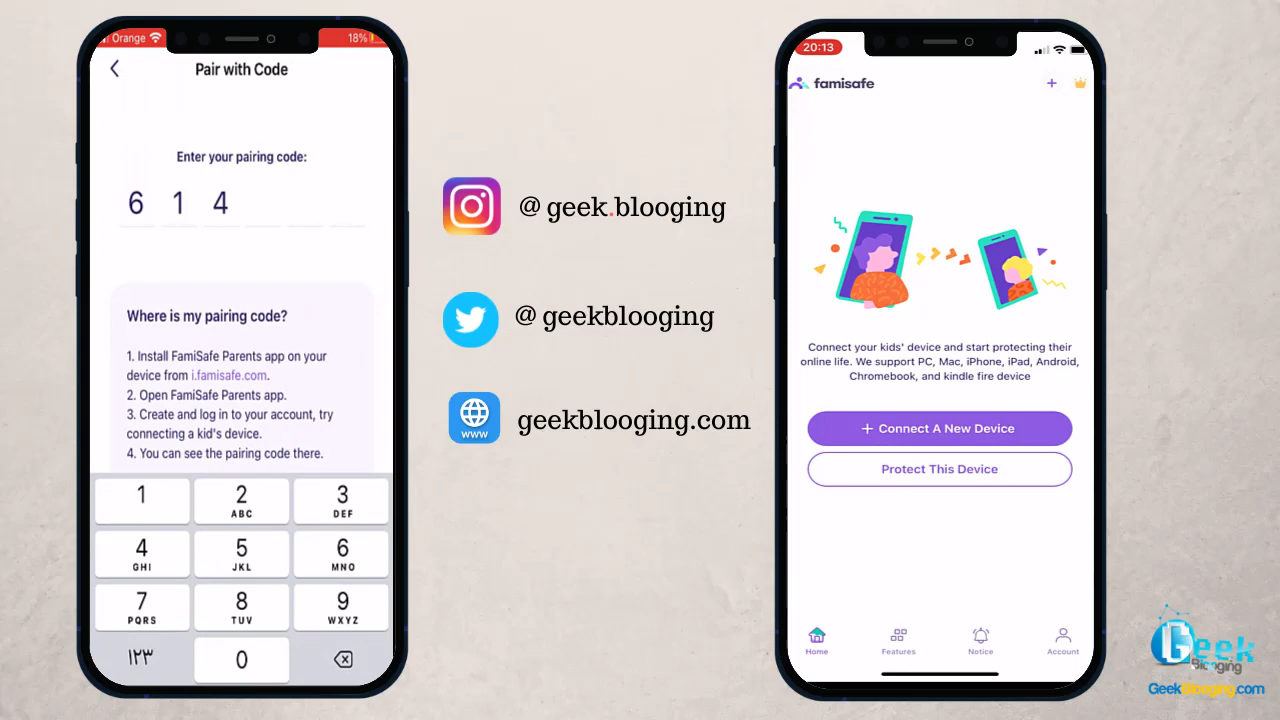 Orange
18%
Pair with Code
Enter your pairing code:
6 1 4
Where is my pairing code?
1. Install FamiSafe Parents app on your
device from i.famisafe.com.
2. Open FamiSafe Parents app.
3. Create and log in to your account, try
connecting a kid's device.
4. You can see the pairing code there.
1
2
ABC
3
DEF
4
GHI
5
JKL
6
MNO
7
PQRS
8
TUV
9
WXYZ
١٢٣
0
@ geek.blooging
@ geekblooging
www
geekblooging.com
20:13
famisafe
+
Connect your kids' device and start protecting their
online life. We support PC, Mac, iPhone, iPad, Android,
Chromebook, and kindle fire device
+ Connect A New Device
Protect This Device
Home
Features
Notice
Account
Geek
Blooging
GeekBlooging.com